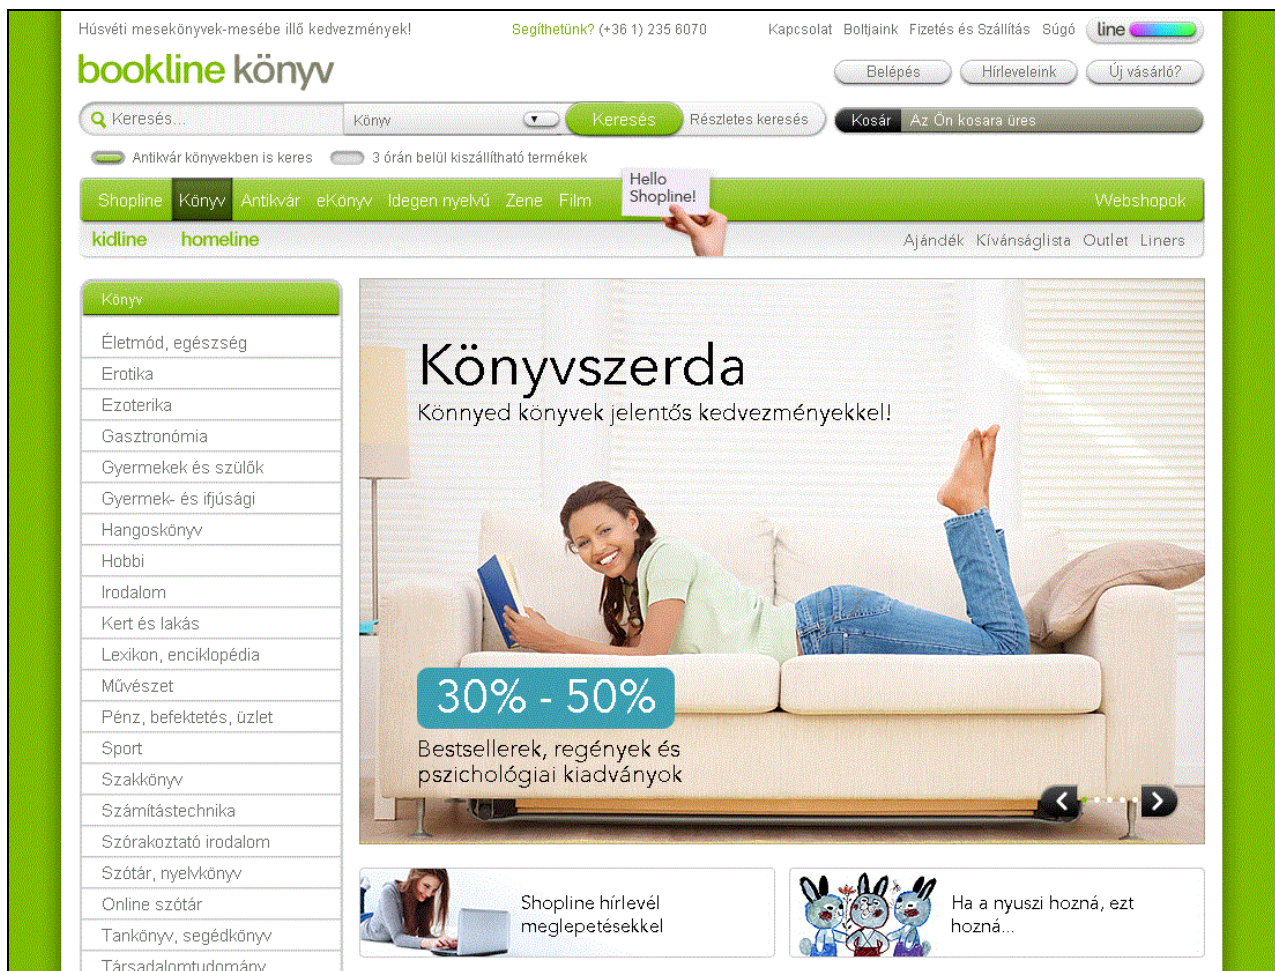 Húsvéti mesekönyvek-mesébe illő kedvezmények!
Segíthetünk? (+36 1) 235 6070
Kapcsolat Boltjaink Fizetés és Szállítás Súgó line
bookline könyv
Belépés Hírleveleink Új vásárló?
Keresés... Könyv Keresés Részletes keresés
Kosár Az Ön kosara üres
Antikvár könyvekben is keres 3 órán belül kiszállítható termékek
Hello
Shopline!
Shopline Könyv Antikvár eKönyv Idegen nyelvű Zene Film Webshopok
kidline homeline Ajándék Kívánságlista Outlet Liners
Könyv
Életmód, egészség
Erotika
Ezoterika
Gasztronómia
Gyermekek és szülők
Gyermek- és ifjúsági
Hangoskönyv
Hobbi
Irodalom
Kert és lakás
Lexikon, enciklopédia
Művészet
Pénz, befektetés, üzlet
Sport
Szakkönyv
Számítástechnika
Szórakoztató irodalom
Szótár, nyelvkönyv
Online szótár
Tankönyv, segédkönyv
Társadalomtudomány
Könyvszerda
Könnyed könyvek jelentős kedvezményekkel!
30% - 50%
Bestsellerek, regények és
pszichológiai kiadványok
Shopline hírlevél
meglepetésekkel
Ha a nyuszi hozná, ezt
hozná...